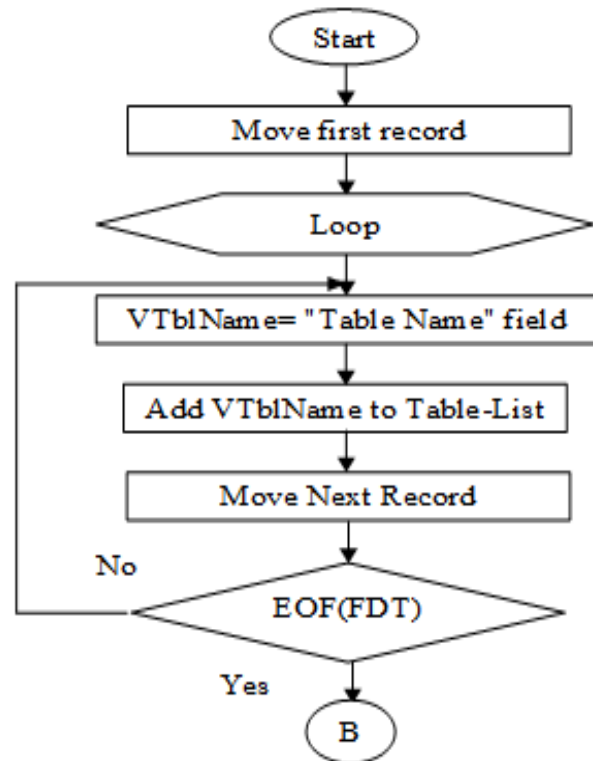 Start
Move first record
Loop
VTblName= "Table Name" field
Add VTblName to Table-List
Move Next Record
No
EOF(FDT)
Yes
B